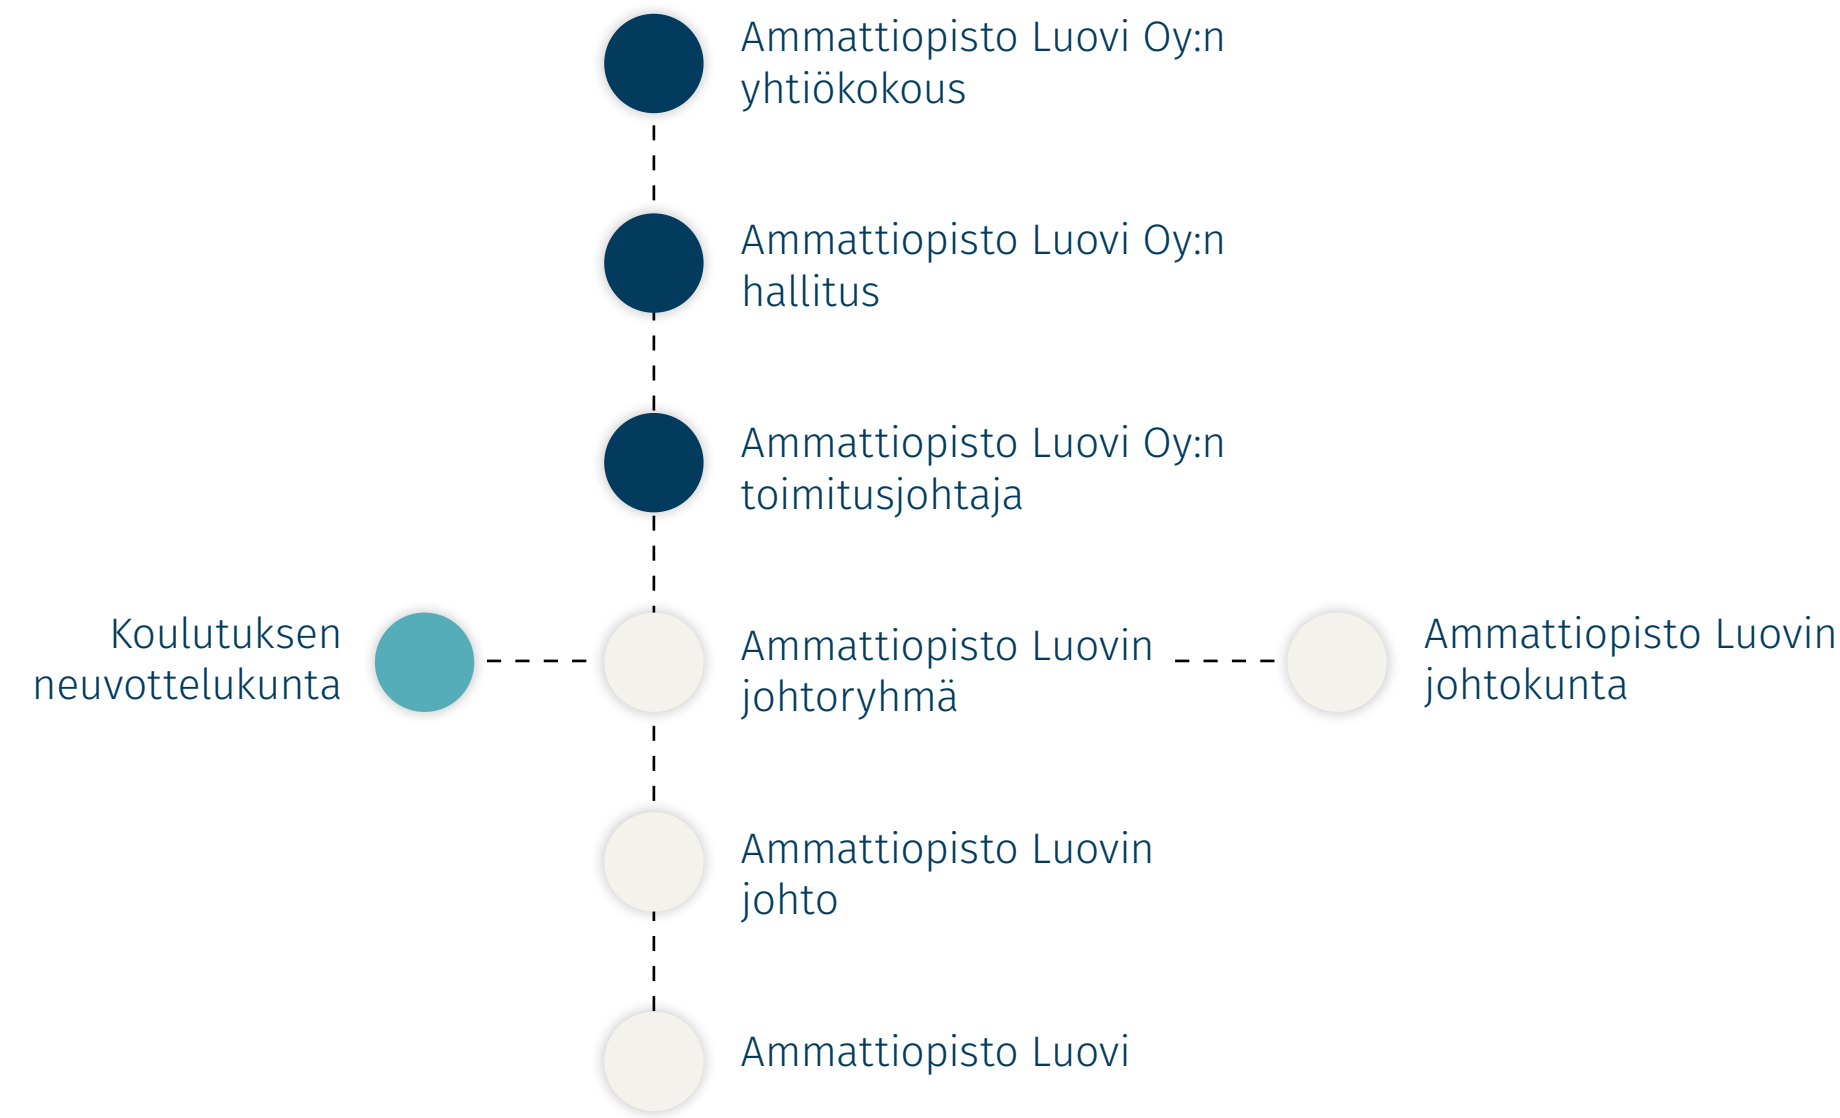 Ammattiopisto Luovi Oy:n
yhtiökokous
Ammattiopisto Luovi Oy:n
hallitus
Ammattiopisto Luovi Oy:n
toimitusjohtaja
Koulutuksen
neuvottelukunta
Ammattiopisto Luovin
johtoryhmä
Ammattiopisto Luovin
johtokunta
Ammattiopisto Luovin
johto
Ammattiopisto Luovi